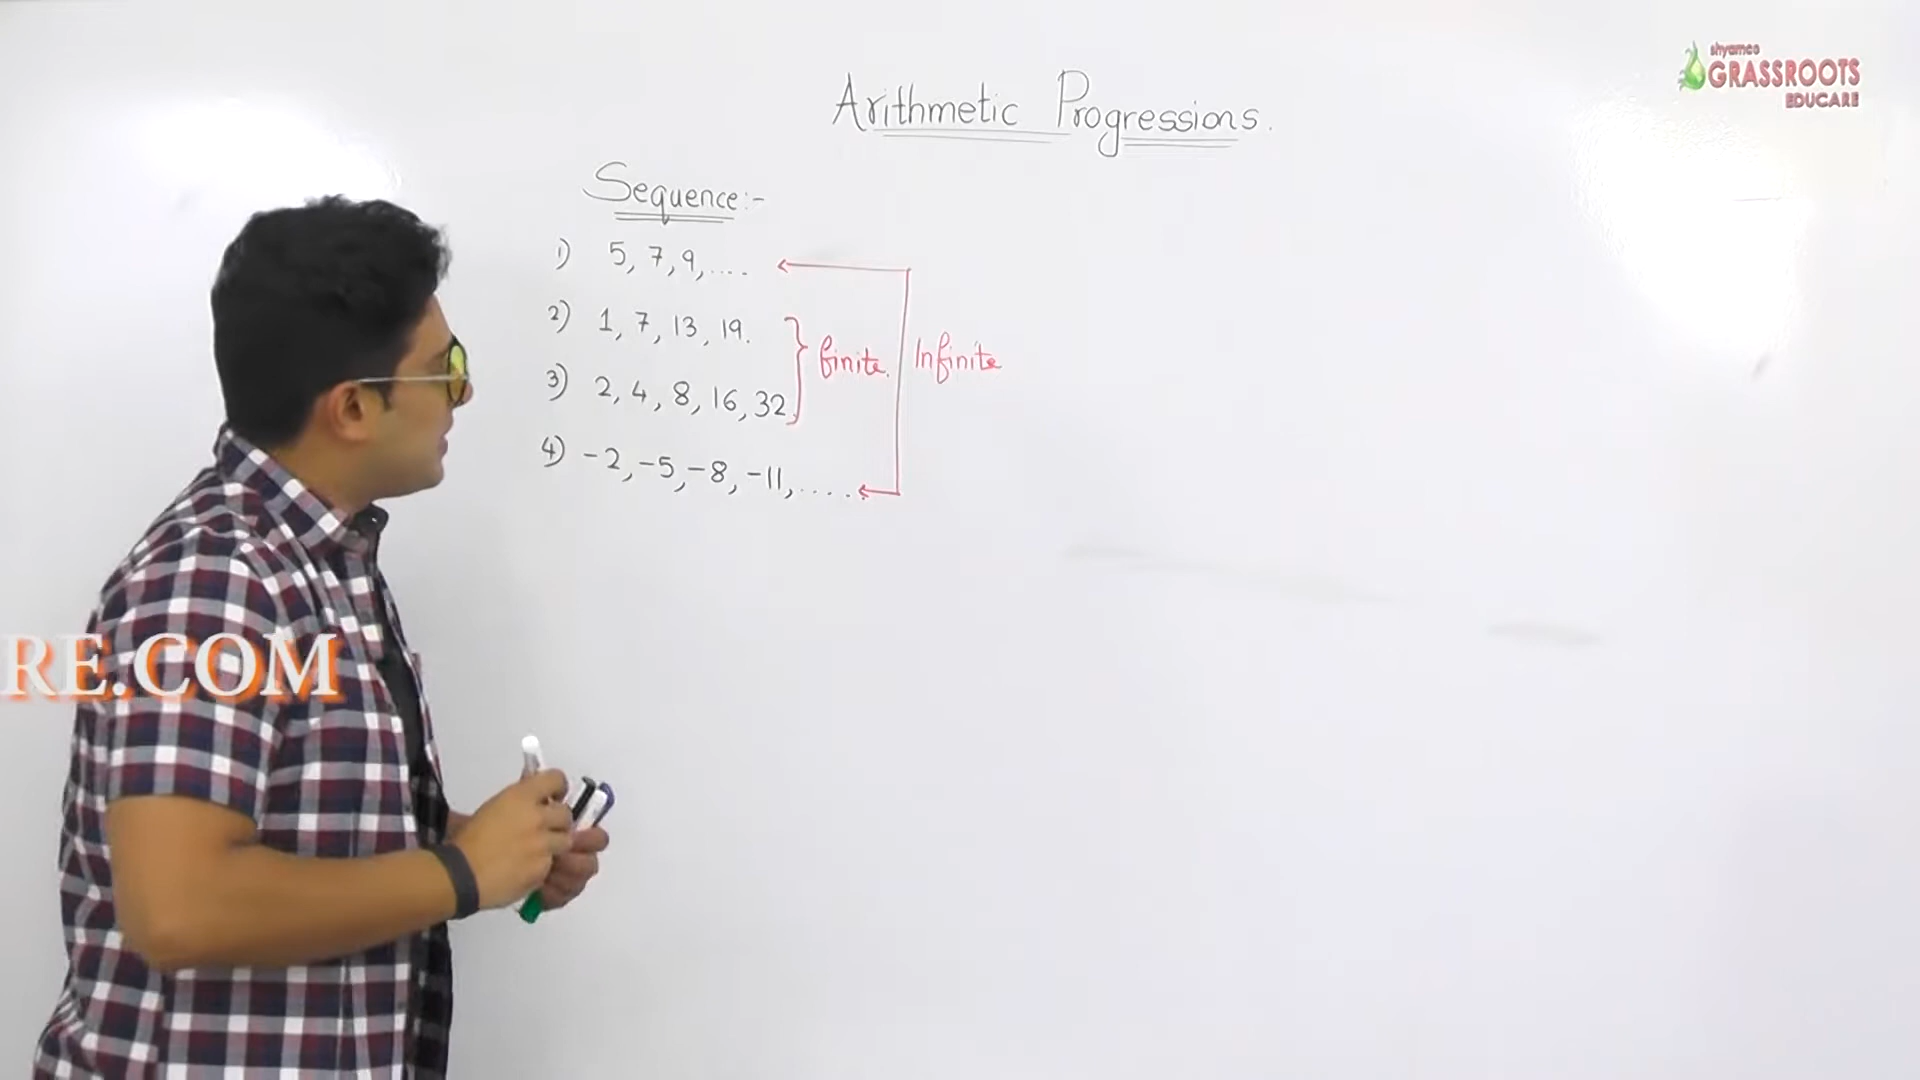 shyamco
GRASSROOTS
EDUCARE
Arithmetic Progressions.
Sequence:-
1) 5, 7, 9, ....
2) 1, 7, 13, 19.
3) 2, 4, 8, 16, 32.
} finite.
Infinite
4) -2, -5, -8, -11, .....
RE.COM